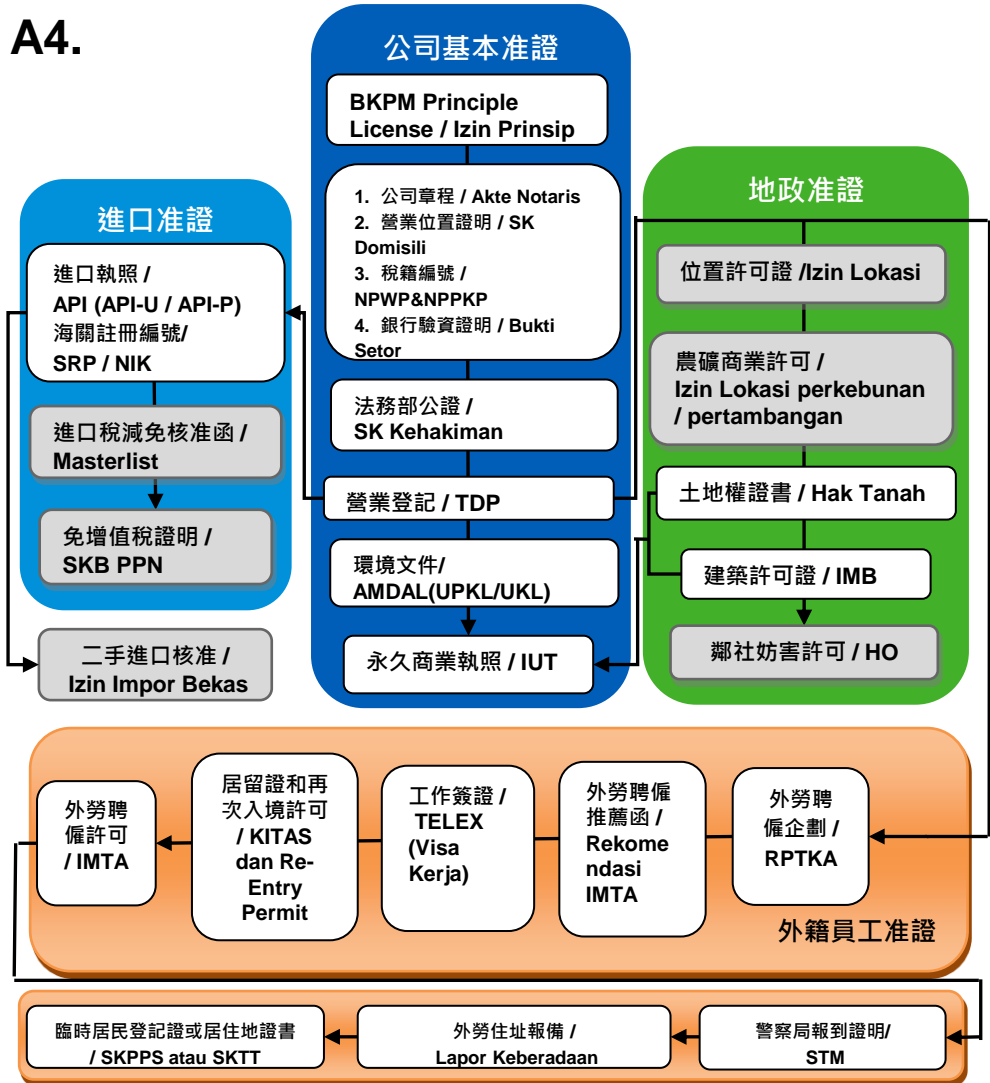 A4.
公司基本准證
BKPM Principle
License / Izin Prinsip
1. 公司章程 / Akte Notaris
2. 營業位置證明 / SK
Domisili
3. 稅籍編號 /
NPWP&NPPKP
4. 銀行驗資證明 / Bukti
Setor
法務部公證 /
SK Kehakiman
營業登記 / TDP
環境文件/
AMDAL(UPKL/UKL)
永久商業執照 / IUT
進口准證
進口執照 /
API (API-U / API-P)
海關註冊編號/
SRP / NIK
進口稅減免核准函 /
Masterlist
免增值稅證明 /
SKB PPN
二手進口核准 /
Izin Impor Bekas
地政准證
位置許可證 /Izin Lokasi
農礦商業許可 /
Izin Lokasi perkebunan
/ pertambangan
土地權證書 / Hak Tanah
建築許可證 / IMB
鄰社妨害許可 / HO
外勞聘
僱許可
/ IMTA
居留證和再
次入境許可
/ KITAS
dan Re-
Entry
Permit
工作簽證 /
TELEX
(Visa
Kerja)
外勞聘僱
推薦函 /
Rekome
ndasi
IMTA
外勞聘
僱企劃 /
RPTKA
外籍員工准證
臨時居民登記證或居住地證書
/ SKPPS atau SKTT
外勞住址報備 /
Lapor Keberadaan
警察局報到證明/
STM